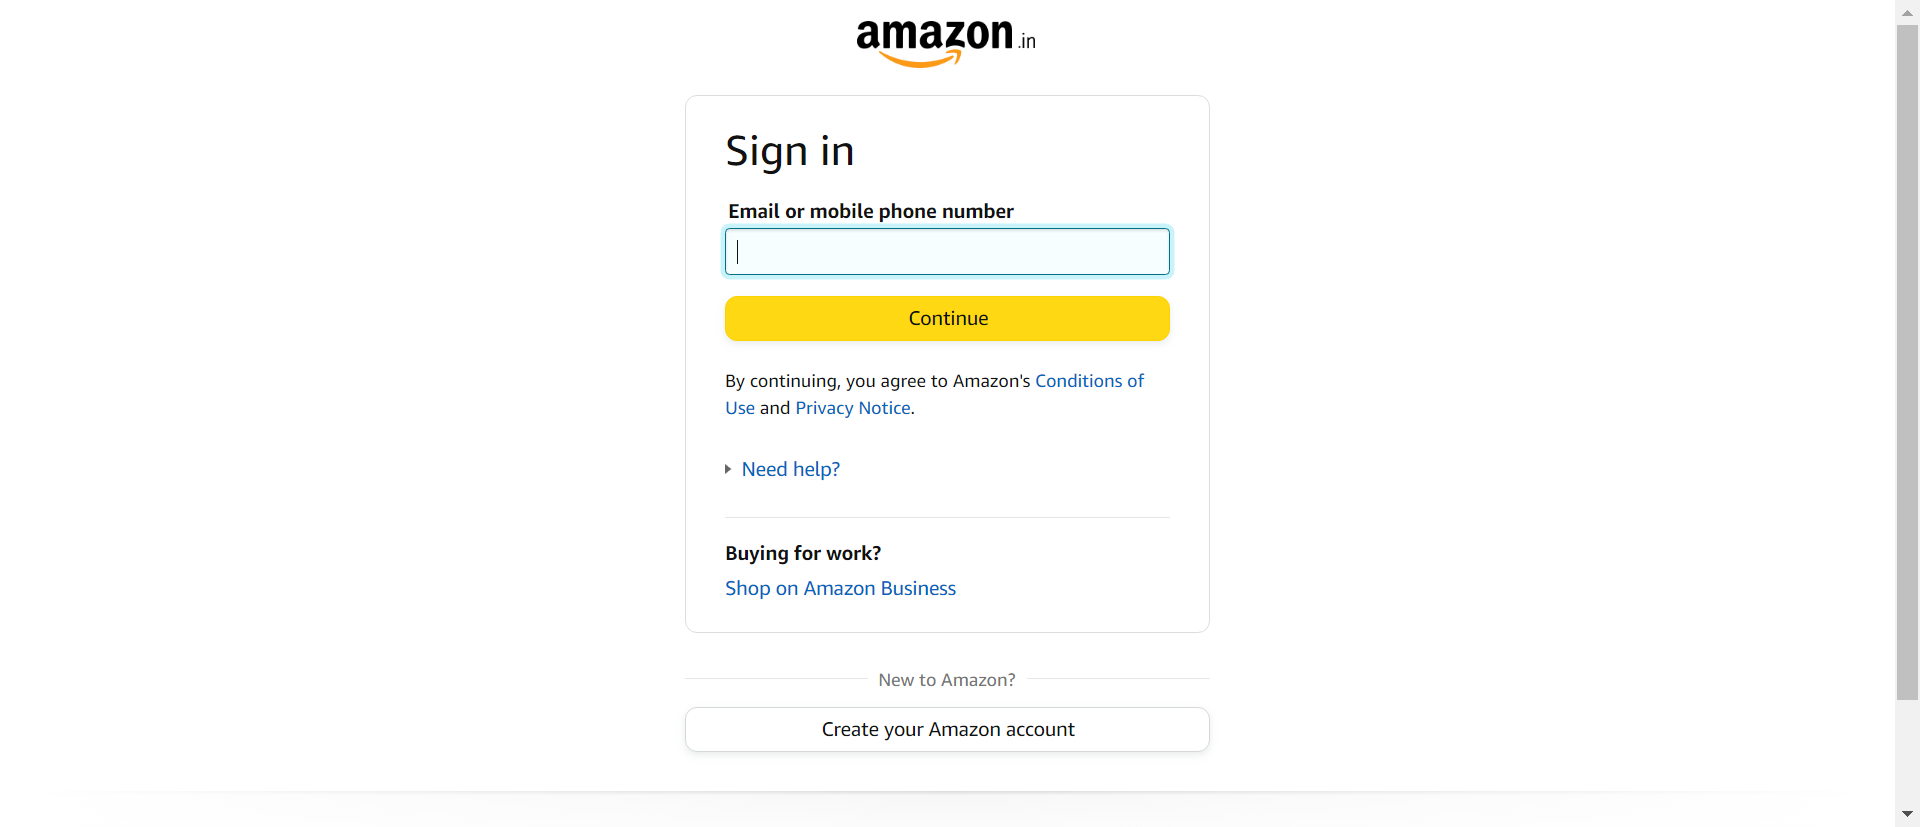 amazon.in
Sign in
Email or mobile phone number
Continue
By continuing, you agree to Amazon's Conditions of
Use and Privacy Notice.
Need help?
Buying for work?
Shop on Amazon Business
New to Amazon?
Create your Amazon account